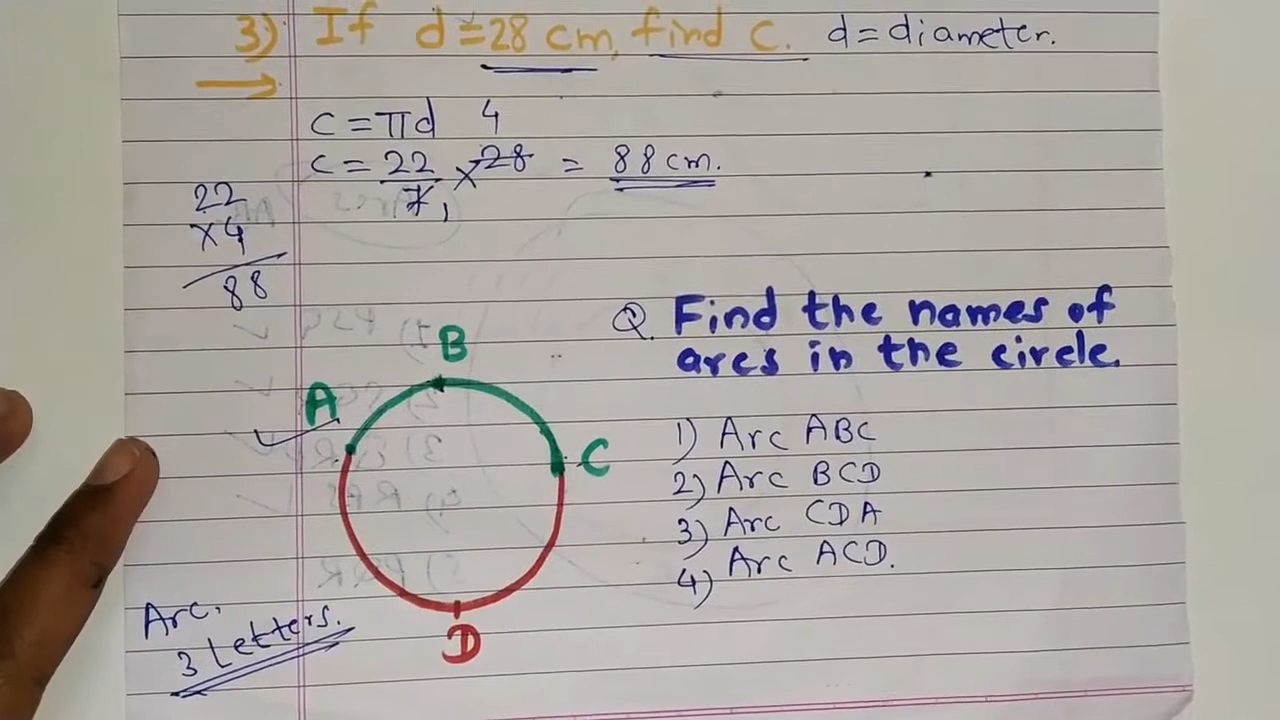 3) If d=28 cm, find c. d=diameter.
C=πd 4
C = 22/7 × 28 = 88 cm.
1
22
×4
88
Q. Find the names of
arcs in the circle.
B
A
C
D
1) Arc ABC
2) Arc BCD
3) Arc CDA
4) Arc ACD.
Arc.
3 Letters.